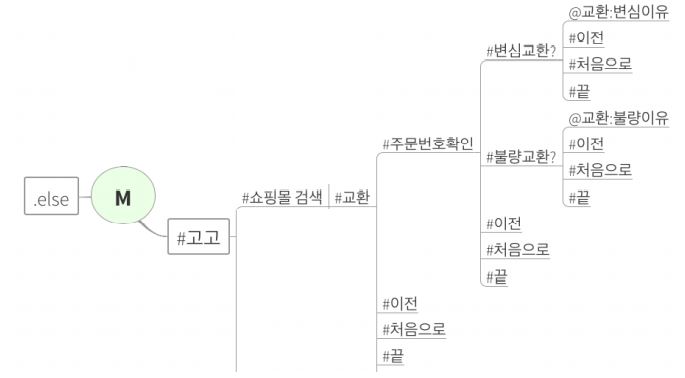 @교환:변심이유
#변심교환?
#이전
#처음으로
#끝
@교환:불량이유
#주문번호확인
#불량교환?
#이전
#처음으로
#끝
.else
M
#쇼핑몰 검색
#교환
#고고
#이전
#처음으로
#끝
#이전
#처음으로
#끝